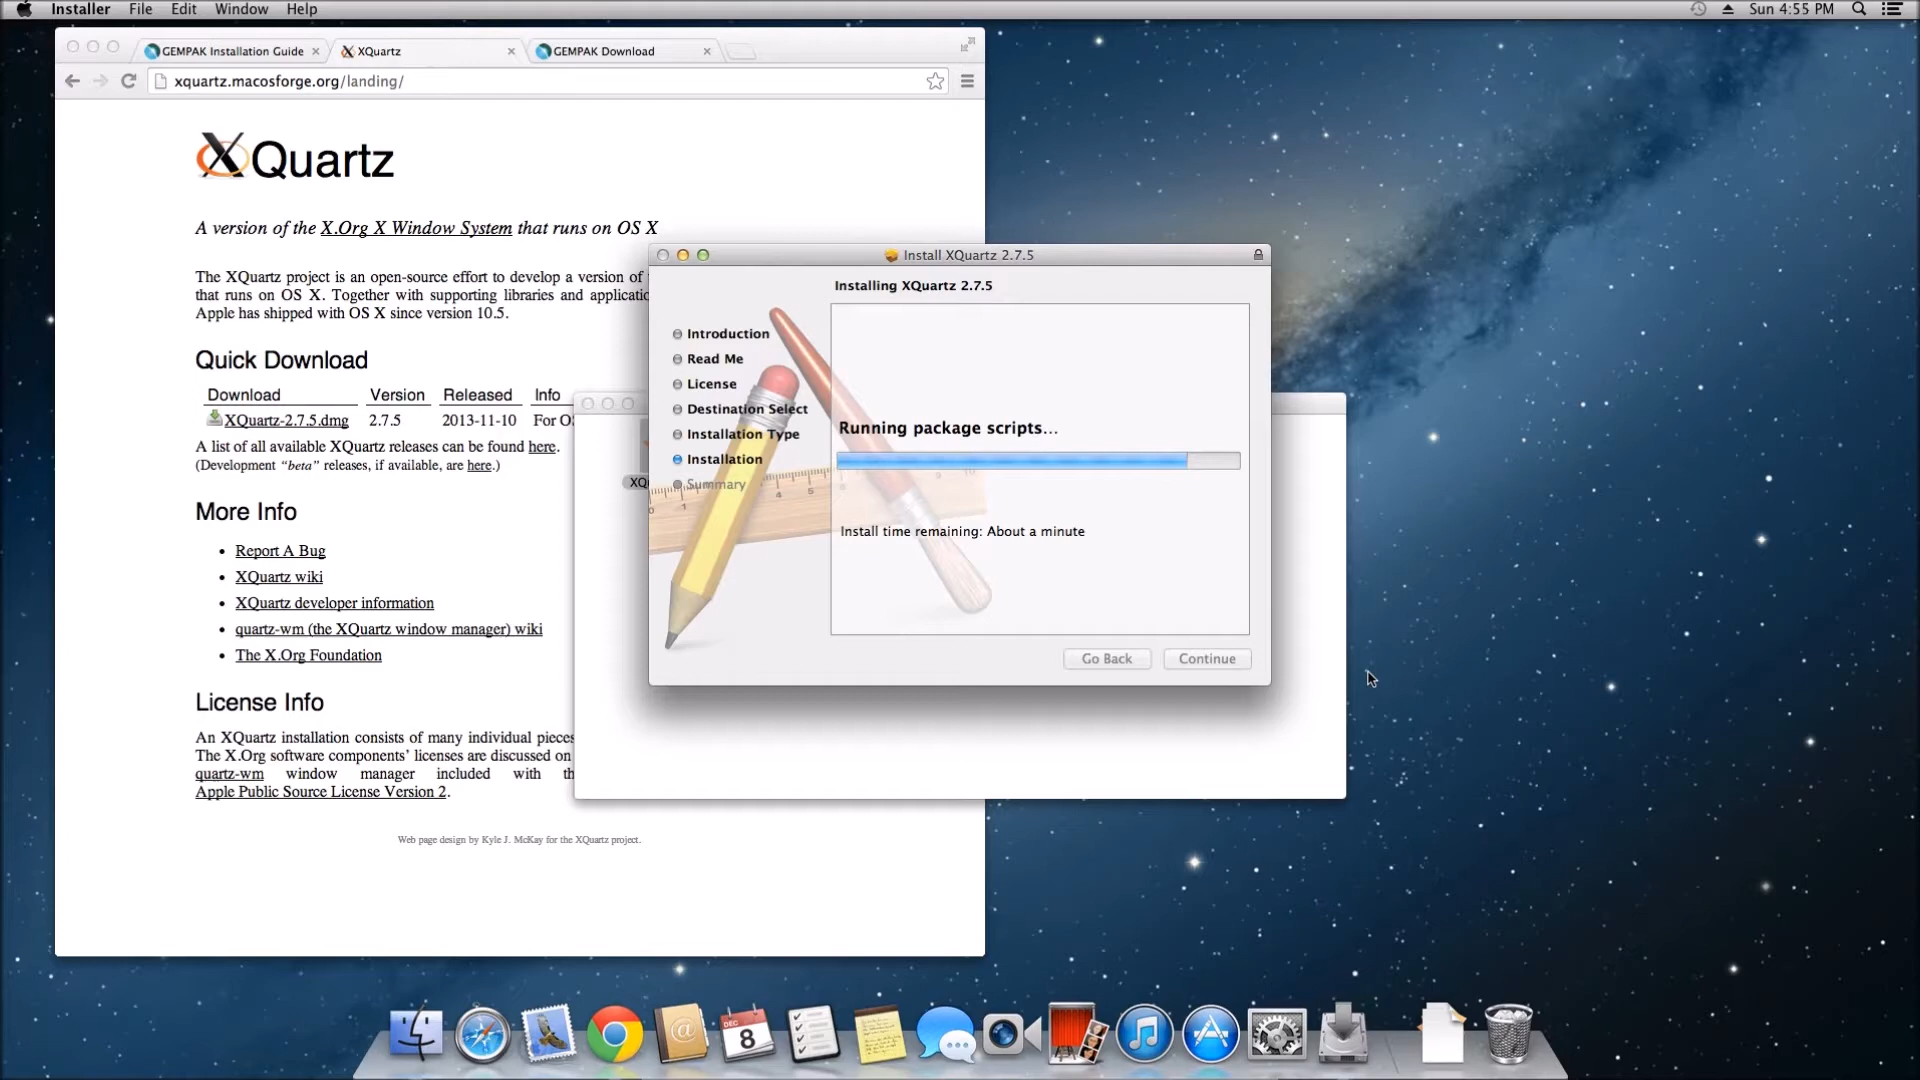 Installer File Edit Window Help
Sun 4:55 PM
GEMPAK Installation Guide
XQuartz
GEMPAK Download
xquartz.macosforge.org/landing/
XQuartz
A version of the X.Org X Window System that runs on OS X
The XQuartz project is an open-source effort to develop a version of
that runs on OS X. Together with supporting libraries and
Apple has shipped with OS X since version 10.5.
Quick Download
Download Version Released Info
XQuartz-2.7.5.dmg 2.7.5 2013-11-10 For
A list of all available XQuartz releases can be found here.
(Development “beta” releases, if available, are here.)
More Info
• Report A Bug
• XQuartz wiki
• XQuartz developer information
• quartz-wm (the XQuartz window manager) wiki
• The X.Org Foundation
License Info
An XQuartz installation consists of many individual pieces
The X.Org software components’ licenses are discussed on
quartz-wm window manager included with
Apple Public Source License Version 2.
Web page design by Kyle J. McKay for the XQuartz project.
Install XQuartz 2.7.5
Installing XQuartz 2.7.5
Introduction
Read Me
License
Destination Select
Installation Type
Installation
Summary
Running package scripts...
Install time remaining: About a minute
Go Back Continue
DEC
8